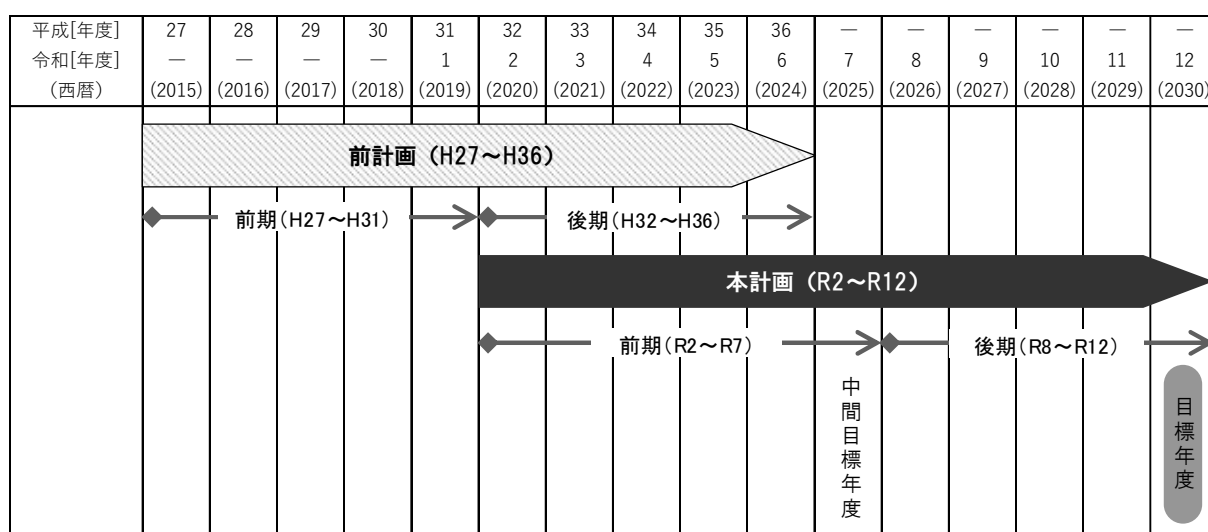 平成[年度] 27 28 29 30 31 32 33 34 35 36 — — — — — —
令和[年度] — — — — 1 2 3 4 5 6 7 8 9 10 11 12
(西暦) (2015) (2016) (2017) (2018) (2019) (2020) (2021) (2022) (2023) (2024) (2025) (2026) (2027) (2028) (2029) (2030)
前計画（H27～H36）
前期(H27～H31) 後期(H32～H36)
本計画（R2～R12）
前期(R2～R7) 後期(R8～R12)
中間目標年度
目標年度